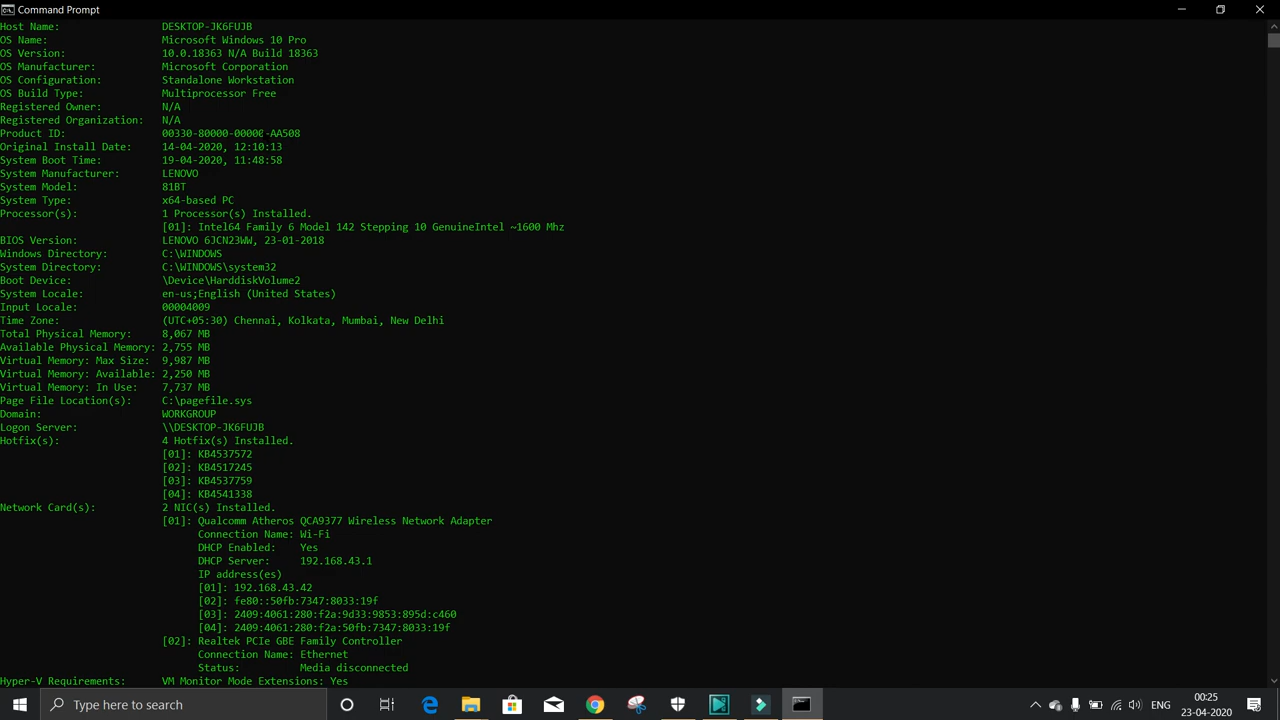 Command Prompt
Host Name: DESKTOP-JK6FUJB
OS Name: Microsoft Windows 10 Pro
OS Version: 10.0.18363 N/A Build 18363
OS Manufacturer: Microsoft Corporation
OS Configuration: Standalone Workstation
OS Build Type: Multiprocessor Free
Registered Owner: N/A
Registered Organization: N/A
Product ID: 00330-80000-00000-AA508
Original Install Date: 14-04-2020, 12:10:13
System Boot Time: 19-04-2020, 11:48:58
System Manufacturer: LENOVO
System Model: 81BT
System Type: x64-based PC
Processor(s): 1 Processor(s) Installed.
[01]: Intel64 Family 6 Model 142 Stepping 10 GenuineIntel ~1600 Mhz
BIOS Version: LENOVO 6JCN23WW, 23-01-2018
Windows Directory: C:\WINDOWS
System Directory: C:\WINDOWS\system32
Boot Device: \Device\HarddiskVolume2
System Locale: en-us;English (United States)
Input Locale: 00004009
Time Zone: (UTC+05:30) Chennai, Kolkata, Mumbai, New Delhi
Total Physical Memory: 8,067 MB
Available Physical Memory: 2,755 MB
Virtual Memory: Max Size: 9,987 MB
Virtual Memory: Available: 2,250 MB
Virtual Memory: In Use: 7,737 MB
Page File Location(s): C:\pagefile.sys
Domain: WORKGROUP
Logon Server: \\DESKTOP-JK6FUJB
Hotfix(s): 4 Hotfix(s) Installed.
[01]: KB4537572
[02]: KB4517245
[03]: KB4537759
[04]: KB4541338
Network Card(s): 2 NIC(s) Installed.
[01]: Qualcomm Atheros QCA9377 Wireless Network Adapter
Connection Name: Wi-Fi
DHCP Enabled: Yes
DHCP Server: 192.168.43.1
IP address(es)
[01]: 192.168.43.42
[02]: fe80::50fb:7347:8033:19f
[03]: 2409:4061:280:f2a:9d33:9853:895d:c460
[04]: 2409:4061:280:f2a:50fb:7347:8033:19f
[02]: Realtek PCIe GBE Family Controller
Connection Name: Ethernet
Status: Media disconnected
Hyper-V Requirements: VM Monitor Mode Extensions: Yes
Type here to search
ENG
00:25
23-04-2020